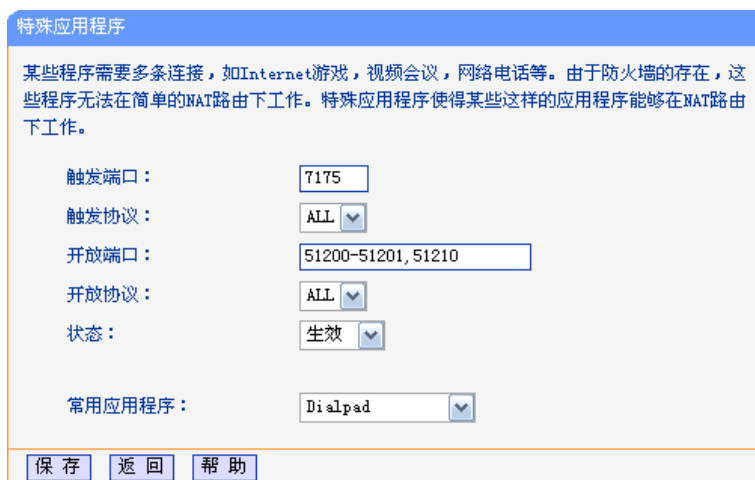 特殊应用程序
某些程序需要多条连接，如Internet游戏，视频会议，网络电话等。由于防火墙的存在，这
些程序无法在简单的NAT路由下工作。特殊应用程序使得某些这样的应用程序能够在NAT路由
下工作。
触发端口： 7175
触发协议： ALL
开放端口： 51200-51201,51210
开放协议： ALL
状态： 生效
常用应用程序： Dialpad
保 存 返 回 帮 助